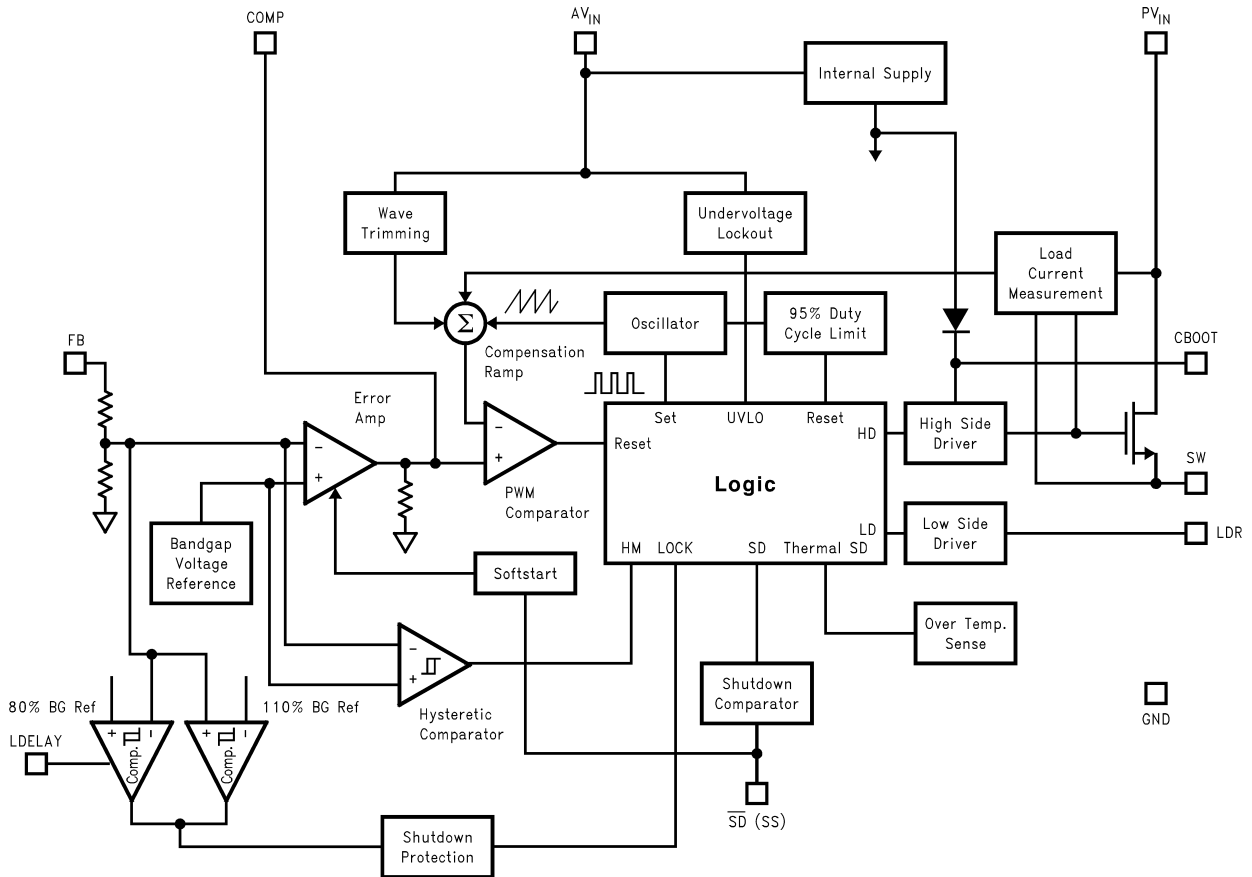 COMP
AVIN
PVIN
Internal Supply
Wave
Trimming
Undervoltage
Lockout
Load
Current
Measurement
Σ
Oscillator
95% Duty
Cycle Limit
Compensation
Ramp
FB
CBOOT
Error
Amp
Set
UVLO
Reset
HD
High Side
Driver
-
+
-
+
Reset
Logic
PWM
Comparator
SW
LD
Low Side
Driver
LDR
Bandgap
Voltage
Reference
HM
LOCK
SD
Thermal SD
Softstart
Over Temp.
Sense
-
+
Hysteretic
Comparator
Shutdown
Comparator
80% BG Ref
110% BG Ref
+
-
Comp.
+
-
Comp.
LDELAY
GND
SD (SS)
Shutdown
Protection